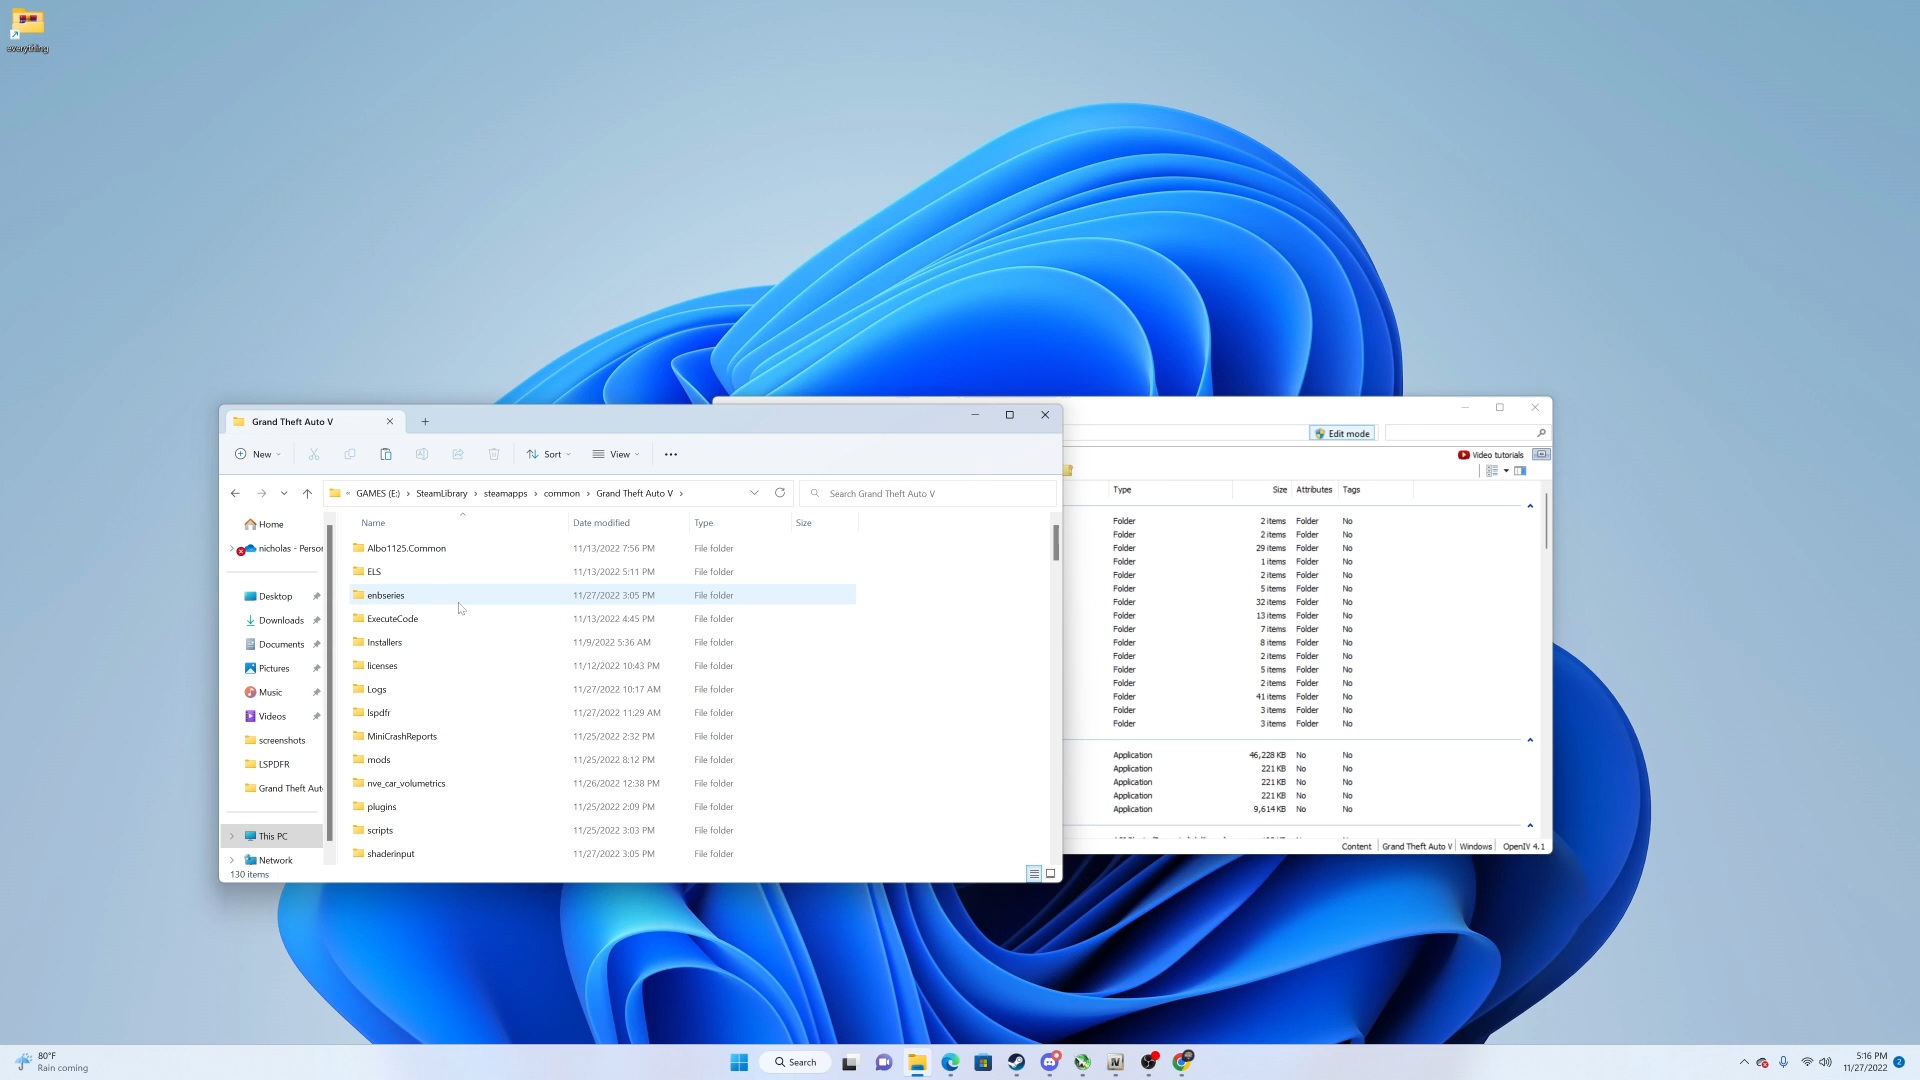 everything
Grand Theft Auto V
New
Sort
View
GAMES (E:) › SteamLibrary › steamapps › common › Grand Theft Auto V ›
Search Grand Theft Auto V
Home
nicholas - Person
Desktop
Downloads
Documents
Pictures
Music
Videos
screenshots
LSPDFR
Grand Theft Aut
This PC
Network
130 items
Name Date modified Type Size
Albo1125.Common 11/13/2022 7:56 PM File folder
ELS 11/13/2022 5:11 PM File folder
enbseries 11/27/2022 3:05 PM File folder
ExecuteCode 11/13/2022 4:45 PM File folder
Installers 11/9/2022 5:36 AM File folder
licenses 11/12/2022 10:43 PM File folder
Logs 11/27/2022 10:17 AM File folder
lspdfr 11/27/2022 11:29 AM File folder
MiniCrashReports 11/25/2022 2:32 PM File folder
mods 11/25/2022 8:12 PM File folder
nve_car_volumetrics 11/26/2022 12:38 PM File folder
plugins 11/25/2022 2:09 PM File folder
scripts 11/25/2022 3:03 PM File folder
shaderinput 11/27/2022 3:05 PM File folder
Edit mode
Video tutorials
Type Size Attributes Tags
Folder 2 items Folder No
Folder 2 items Folder No
Folder 29 items Folder No
Folder 1 items Folder No
Folder 2 items Folder No
Folder 5 items Folder No
Folder 32 items Folder No
Folder 13 items Folder No
Folder 7 items Folder No
Folder 8 items Folder No
Folder 2 items Folder No
Folder 5 items Folder No
Folder 2 items Folder No
Folder 41 items Folder No
Folder 3 items Folder No
Folder 3 items Folder No
Application 46,228 KB No No
Application 221 KB No No
Application 221 KB No No
Application 221 KB No No
Application 9,614 KB No No
Content Grand Theft Auto V Windows OpenIV 4.1
80°F
Rain coming
Search
IV
5:16 PM
11/27/2022
2